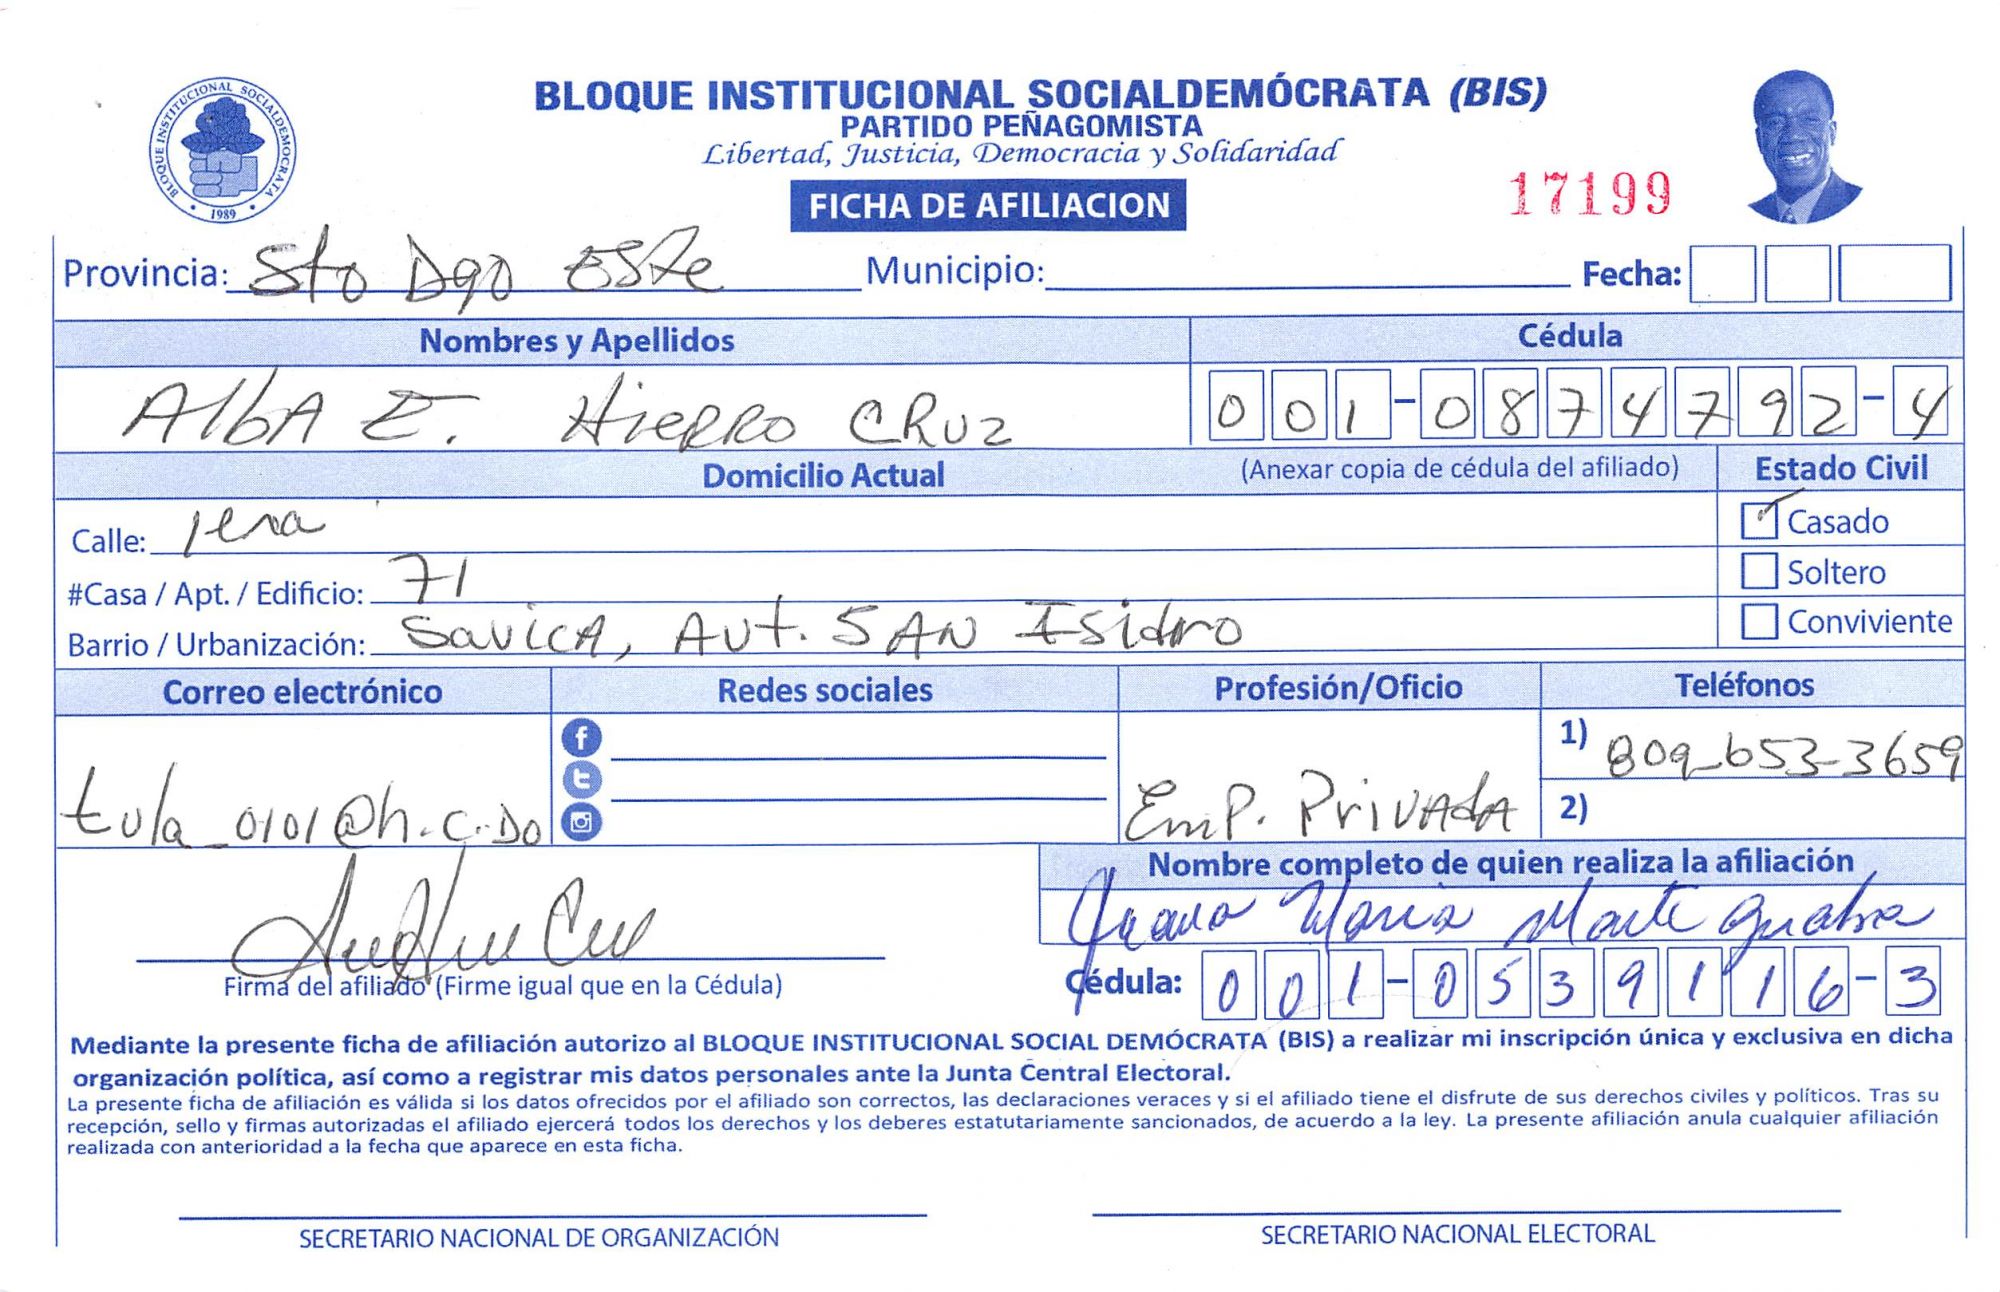 BLOQUE INSTITUCIONAL SOCIALDEMOCRATA
1989
BLOQUE INSTITUCIONAL SOCIALDEMÓCRATA (BIS)
PARTIDO PEÑAGOMISTA
Libertad, Justicia, Democracia y Solidaridad
FICHA DE AFILIACION
17199
Provincia: Sto Dgo Este Municipio: Fecha:
Nombres y Apellidos Cédula
Alba E. Hierro Cruz 001-0874792-4
Domicilio Actual (Anexar copia de cédula del afiliado) Estado Civil
Calle: 1era Casado
#Casa / Apt. / Edificio: 71 Soltero
Barrio / Urbanización: Savica, Aut. San Isidro Conviviente
Correo electrónico Redes sociales Profesión/Oficio Teléfonos
tula_0101@h.c.Do Emp. Privada 1) 809-653-3659
2)
Nombre completo de quien realiza la afiliación
Juana Maria Marte
Firma del afiliado (Firme igual que en la Cédula) Cédula: 001-0539116-3
Mediante la presente ficha de afiliación autorizo al BLOQUE INSTITUCIONAL SOCIAL DEMÓCRATA (BIS) a realizar mi inscripción única y exclusiva en dicha
organización política, así como a registrar mis datos personales ante la Junta Central Electoral.
La presente ficha de afiliación es válida si los datos ofrecidos por el afiliado son correctos, las declaraciones veraces y si el afiliado tiene el disfrute de sus derechos civiles y políticos. Tras su
recepción, sello y firmas autorizadas el afiliado ejercerá todos los derechos y los deberes estatutariamente sancionados, de acuerdo a la ley. La presente afiliación anula cualquier afiliación
realizada con anterioridad a la fecha que aparece en esta ficha.
SECRETARIO NACIONAL DE ORGANIZACIÓN SECRETARIO NACIONAL ELECTORAL